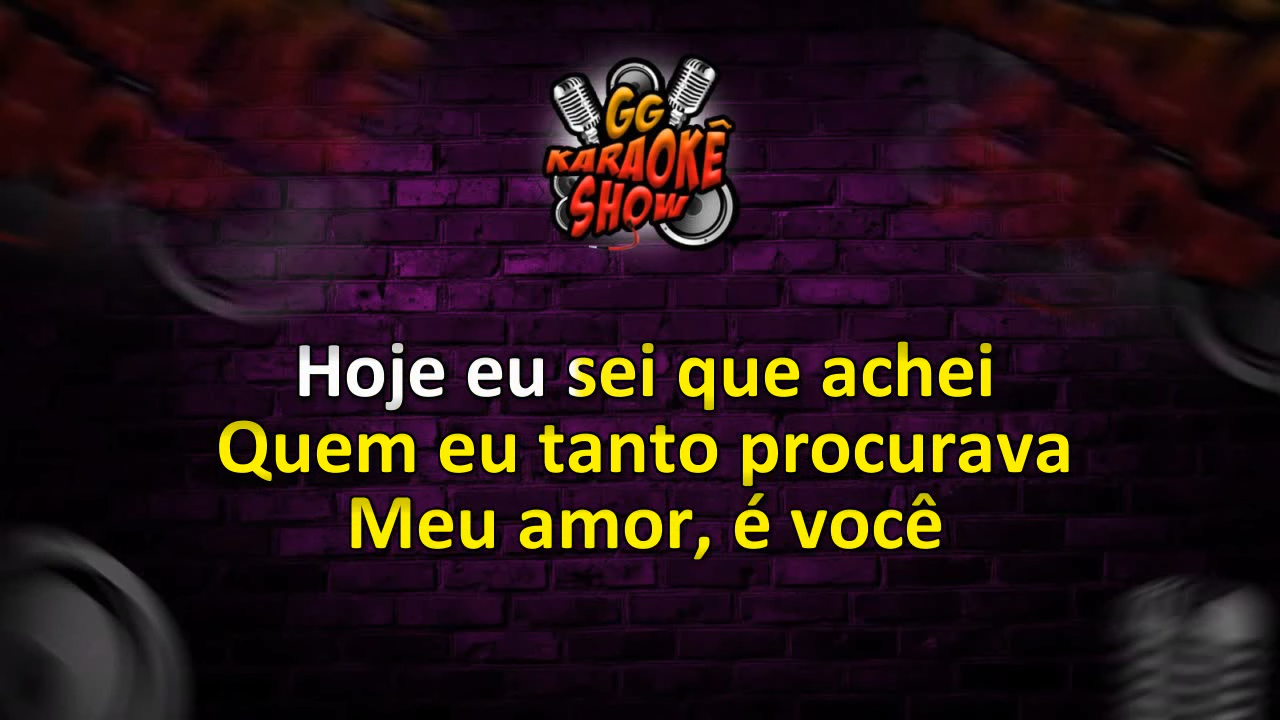 GG
KARAOKÊ
SHOW
Hoje eu sei que achei
Quem eu tanto procurava
Meu amor, é você